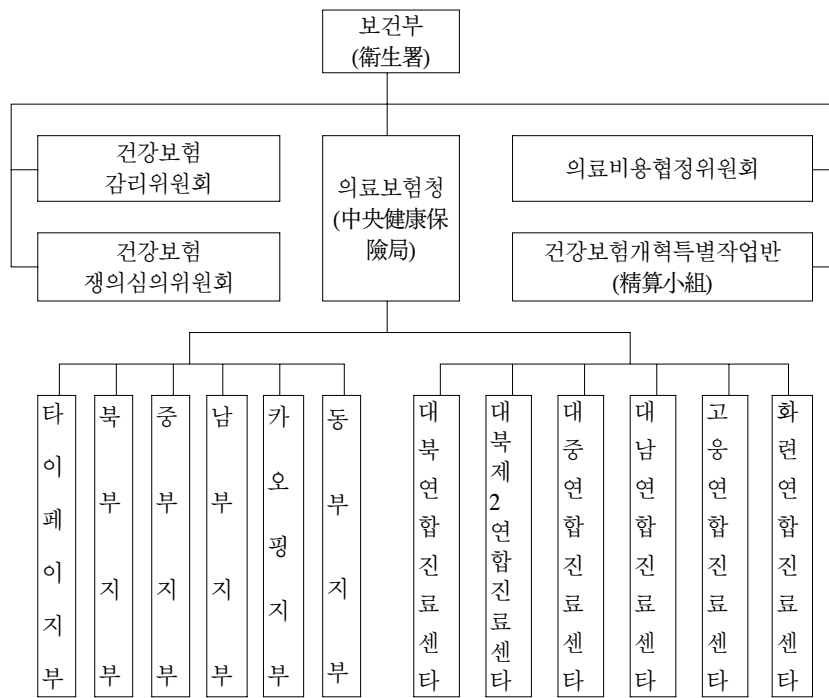 보건부
(衛生署)
건강보험
감리위원회
의료보험청
(中央健康保
險局)
의료비용협정위원회
건강보험
쟁의심의위원회
건강보험개혁특별작업반
(精算小組)
타이페이지부
북부지부
중부지부
남부지부
카오핑지부
동부지부
대북연합진료센타
대북제2연합진료센타
대중연합진료센타
대남연합진료센타
고웅연합진료센타
화련연합진료센타